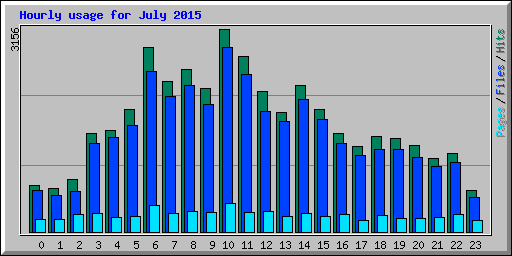 Hourly usage for July 2015
3156
Pages/Files/Hits
0 1 2 3 4 5 6 7 8 9 10 11 12 13 14 15 16 17 18 19 20 21 22 23